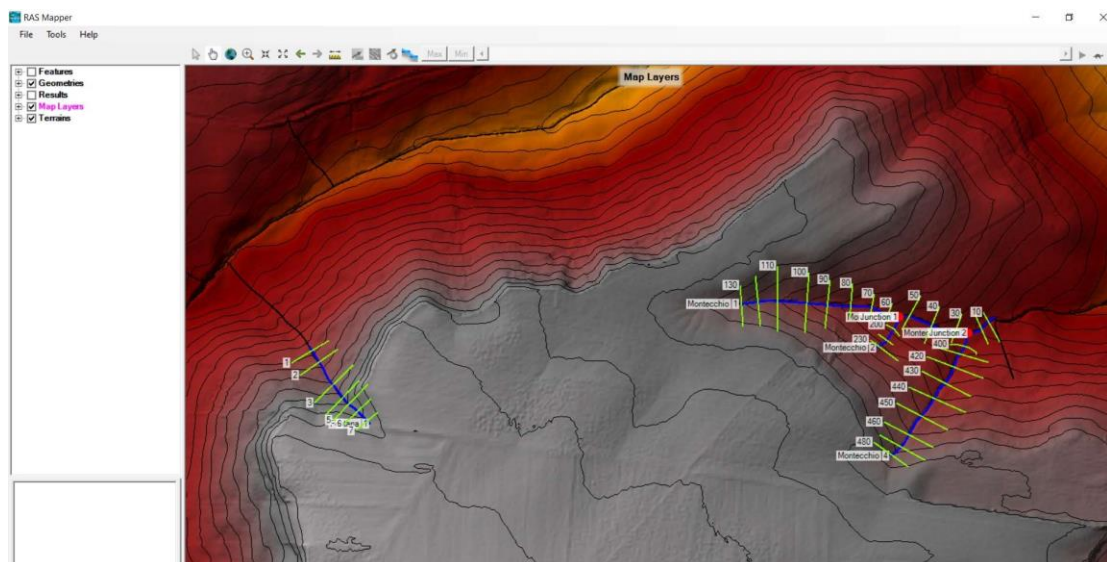 RAS Mapper
File Tools Help
Max Min
Features
Geometries
Results
Map Layers
Terrains
Map Layers
110
130
100
90
80
70
60
50
40
30
10
Montecchio 1
Junction 1
Junction 2
200
230
Montecchio 2
400
420
430
440
450
460
480
Montecchio 4
1
2
3
5